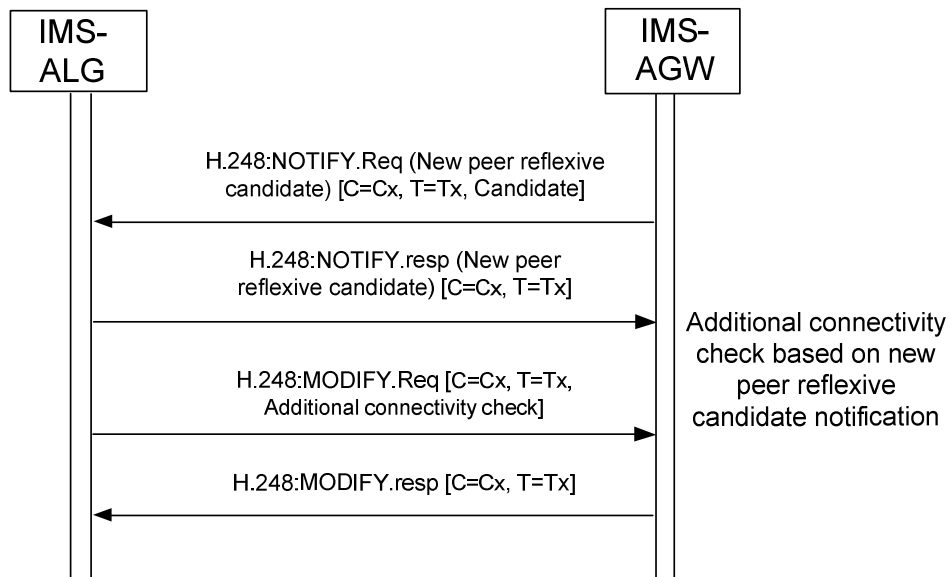 IMS-
ALG
IMS-
AGW
H.248:NOTIFY.Req (New peer reflexive
candidate) [C=Cx, T=Tx, Candidate]
H.248:NOTIFY.resp (New peer
reflexive candidate) [C=Cx, T=Tx]
Additional connectivity
check based on new
peer reflexive
candidate notification
H.248:MODIFY.Req [C=Cx, T=Tx,
Additional connectivity check]
H.248:MODIFY.resp [C=Cx, T=Tx]